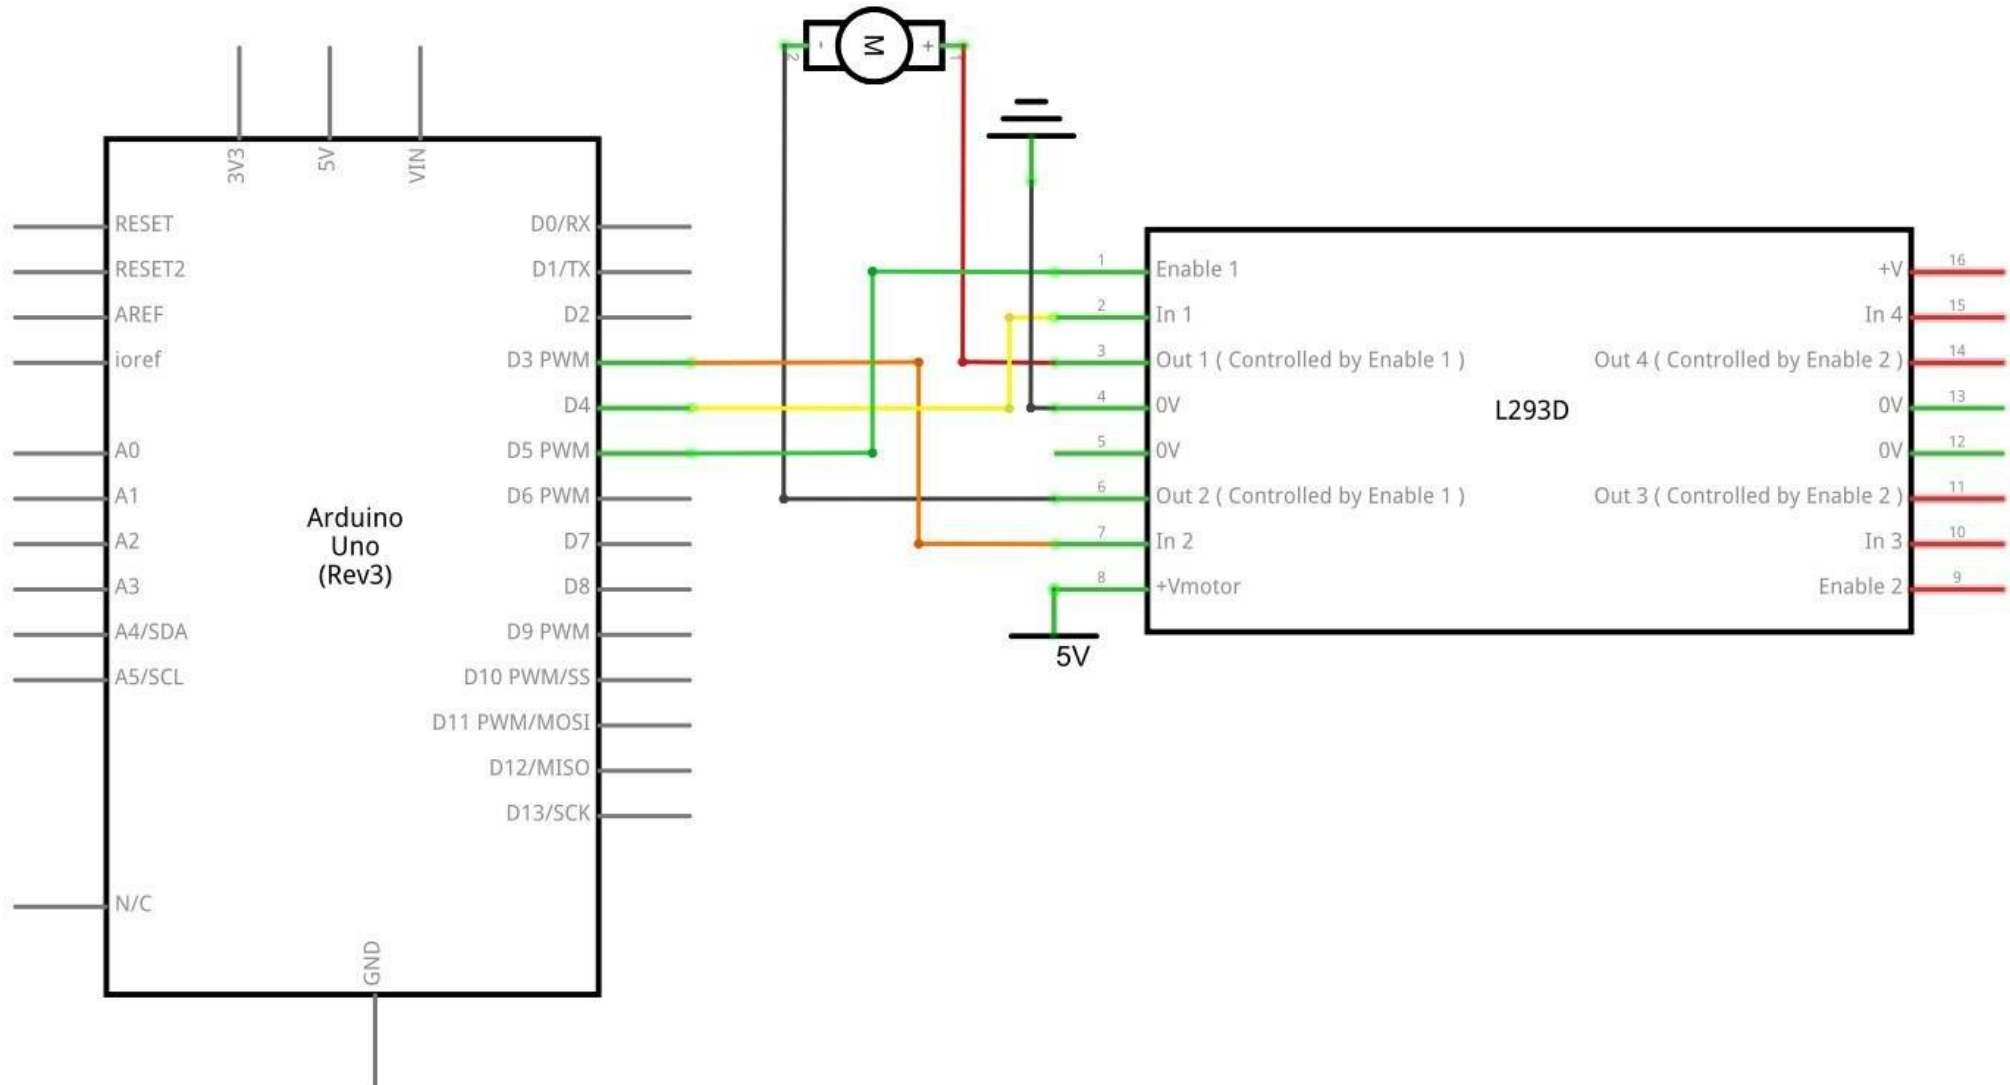 2
-
M
+
1
3V3
5V
VIN
RESET
RESET2
AREF
ioref
A0
A1
A2
A3
A4/SDA
A5/SCL
N/C
GND
Arduino
Uno
(Rev3)
D0/RX
D1/TX
D2
D3 PWM
D4
D5 PWM
D6 PWM
D7
D8
D9 PWM
D10 PWM/SS
D11 PWM/MOSI
D12/MISO
D13/SCK
1 Enable 1
2 In 1
3 Out 1 ( Controlled by Enable 1 )
4 0V
5 0V
6 Out 2 ( Controlled by Enable 1 )
7 In 2
8 +Vmotor
5V
L293D
+V 16
In 4 15
Out 4 ( Controlled by Enable 2 ) 14
0V 13
0V 12
Out 3 ( Controlled by Enable 2 ) 11
In 3 10
Enable 2 9